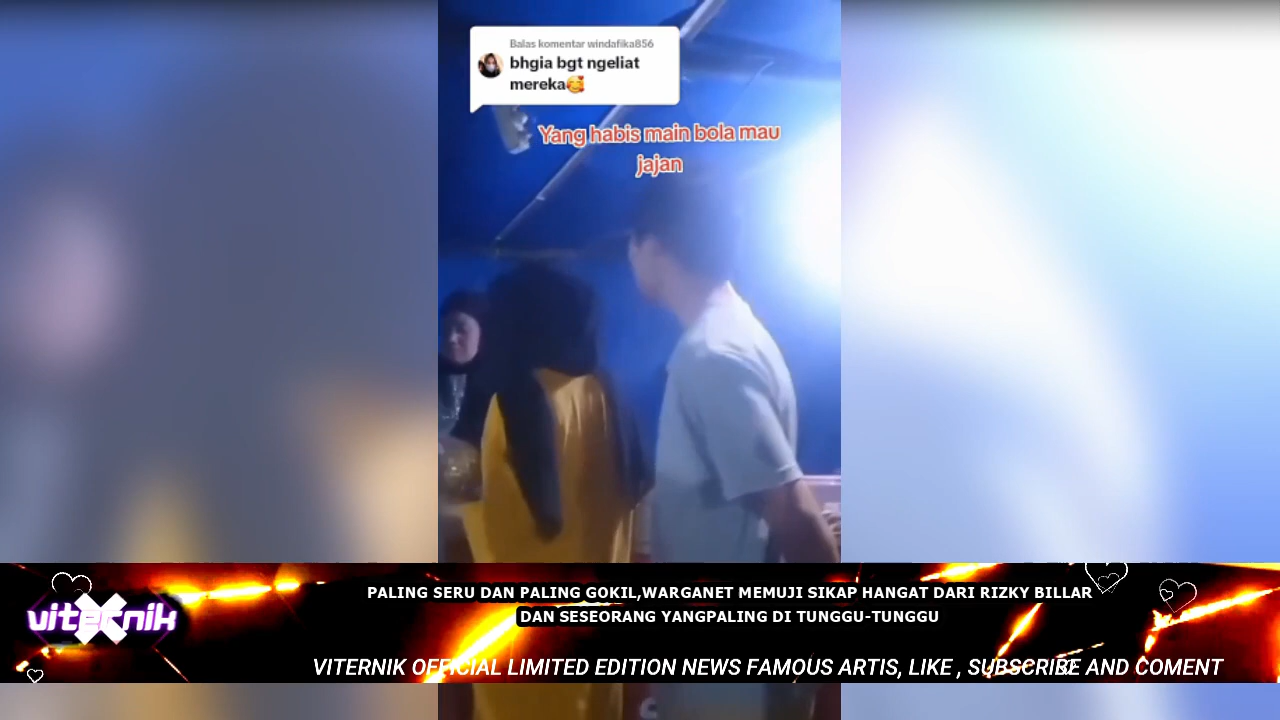 Balas komentar windafika856
bhgia bgt ngeliat
mereka🥰
Yang habis main bola mau
jajan
PALING SERU DAN PALING GOKIL,WARGANET MEMUJI SIKAP HANGAT DARI RIZKY BILLAR
DAN SESEORANG YANGPALING DI TUNGGU-TUNGGU
viternik
VITERNIK OFFICIAL LIMITED EDITION NEWS FAMOUS ARTIS, LIKE , SUBSCRIBE AND COMENT